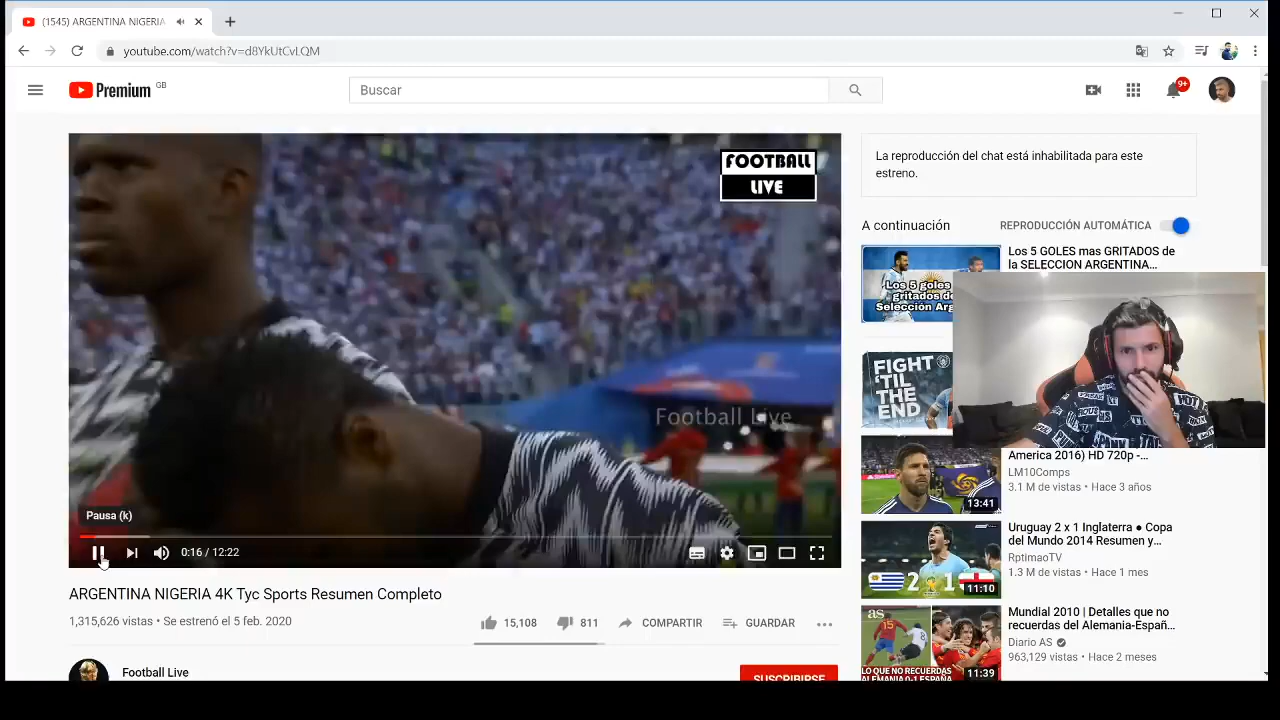 (1545) ARGENTINA NIGERIA
youtube.com/watch?v=d8YkUtCvLQM
Premium GB
Buscar
9+
FOOTBALL
LIVE
Football Live
Pausa (k)
0:16 / 12:22
ARGENTINA NIGERIA 4K TyC Sports Resumen Completo
1,315,626 vistas • Se estrenó el 5 feb. 2020
15,108
811
COMPARTIR
GUARDAR
Football Live
SUSCRIBIRSE
La reproducción del chat está inhabilitada para este
estreno.
A continuación
REPRODUCCIÓN AUTOMÁTICA
Los 5 goles
gritados de
Selección Arg
Los 5 GOLES mas GRITADOS de
la SELECCION ARGENTINA...
FIGHT
'TIL
THE
END
13:41
America 2016) HD 720p -...
LM10Comps
3.1 M de vistas • Hace 3 años
2 1
11:10
Uruguay 2 x 1 Inglaterra ● Copa
del Mundo 2014 Resumen y...
RptimaoTV
1.3 M de vistas • Hace 1 mes
as
15
LO QUE NO RECUERDAS
ALEMANIA 0-1 ESPAÑA
11:39
Mundial 2010 | Detalles que no
recuerdas del Alemania-Españ...
Diario AS
963,129 vistas • Hace 2 meses